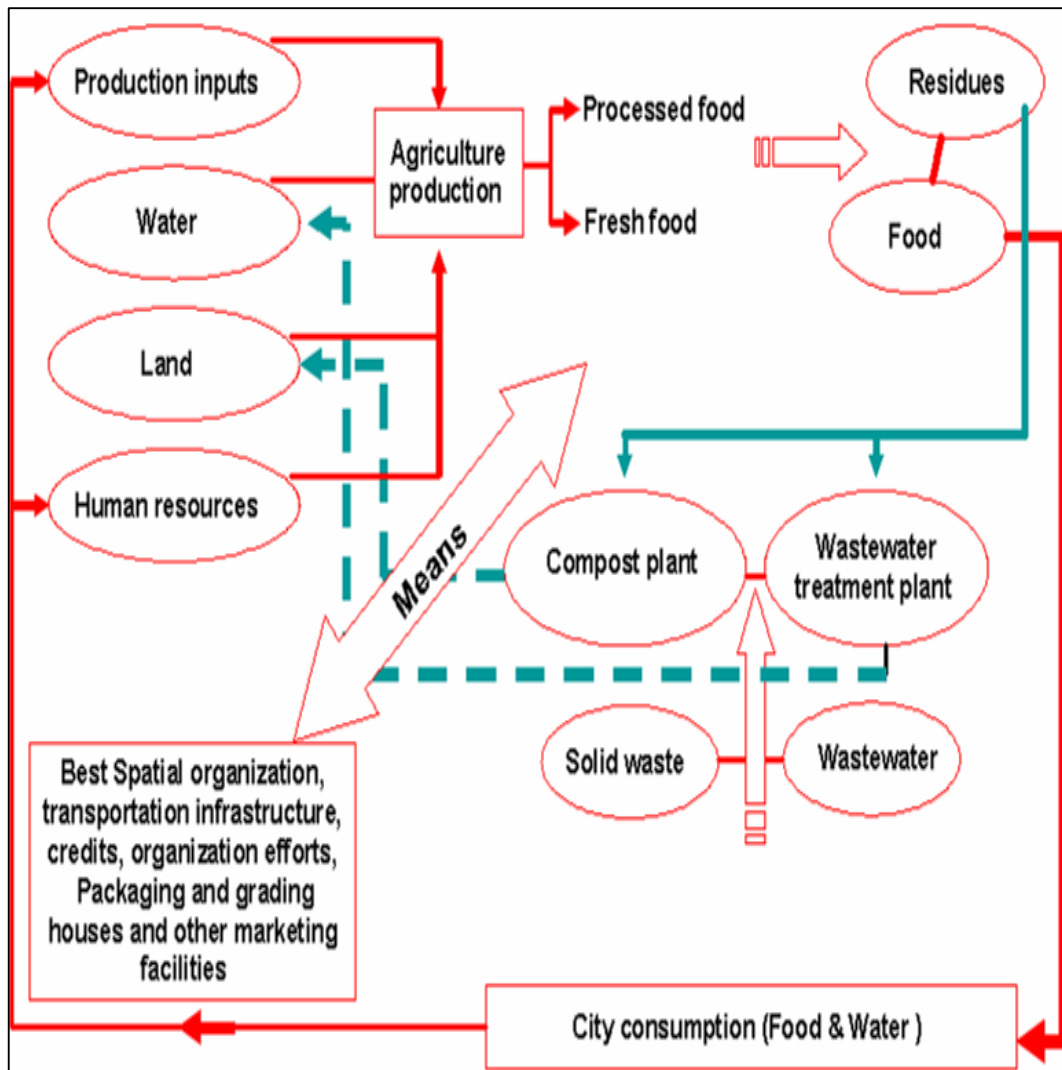 Production inputs
Residues
Agriculture
production
Processed food
Water
Fresh food
Food
Land
Human resources
Means
Compost plant
Wastewater
treatment plant
Solid waste
Wastewater
Best Spatial organization,
transportation infrastructure,
credits, organization efforts,
Packaging and grading
houses and other marketing
facilities
City consumption (Food & Water )